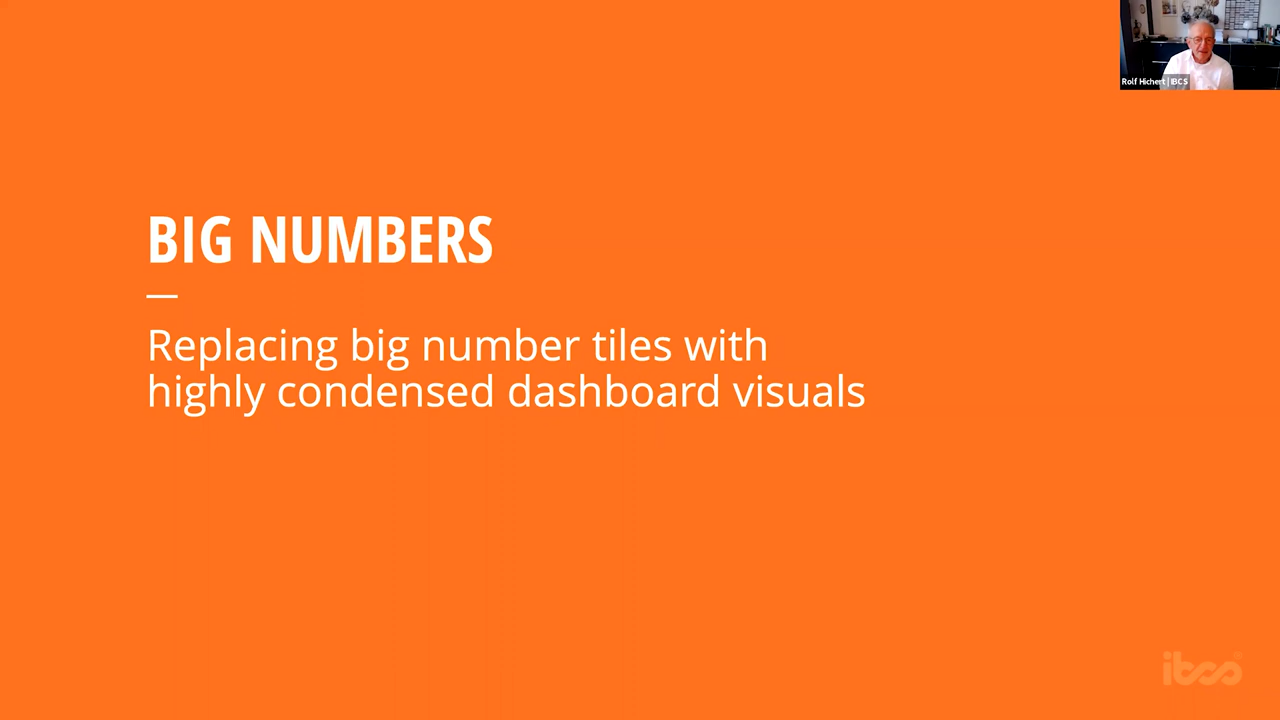 Rolf Hichert | IBCS
BIG NUMBERS
Replacing big number tiles with
highly condensed dashboard visuals
ibcs